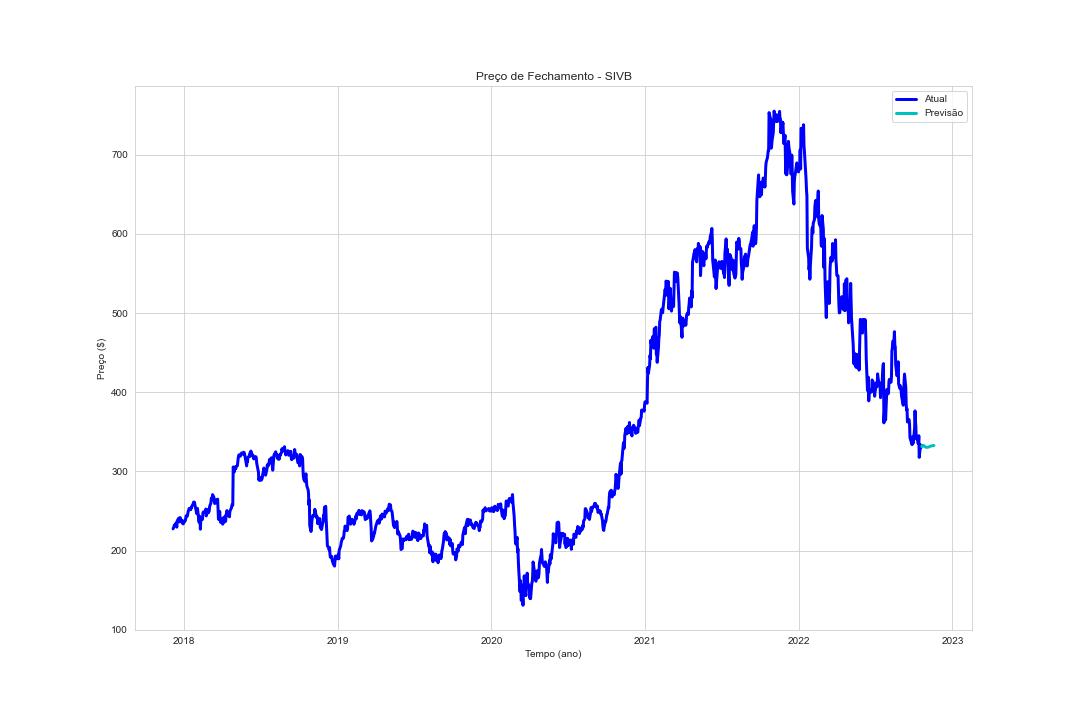 Preço de Fechamento - SIVB
Atual
Previsão
Preço ($)
700
600
500
400
300
200
100
2018
2019
2020
2021
2022
2023
Tempo (ano)